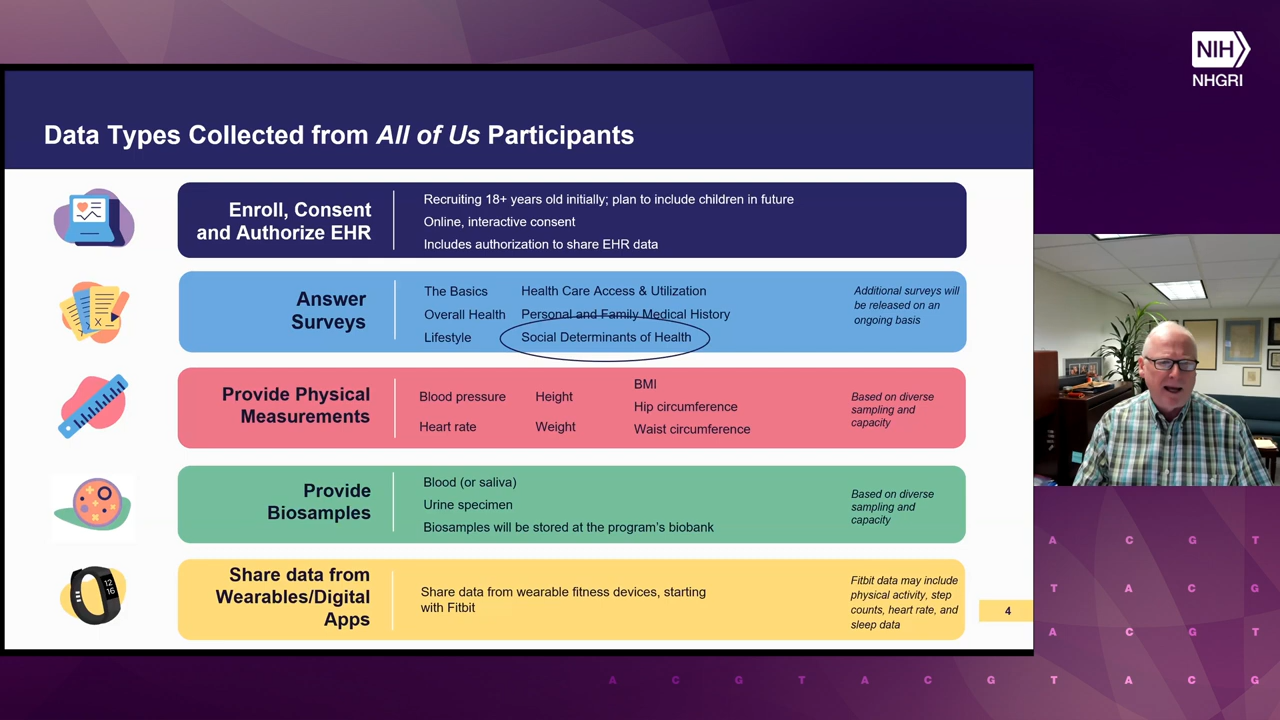 NIH
NHGRI
Data Types Collected from All of Us Participants
Enroll, Consent
and Authorize EHR
Recruiting 18+ years old initially; plan to include children in future
Online, interactive consent
Includes authorization to share EHR data
Answer
Surveys
The Basics
Overall Health
Lifestyle
Health Care Access & Utilization
Personal and Family Medical History
Social Determinants of Health
Additional surveys will
be released on an
ongoing basis
Provide Physical
Measurements
Blood pressure
Heart rate
Height
Weight
BMI
Hip circumference
Waist circumference
Based on diverse
sampling and
capacity
Provide
Biosamples
Blood (or saliva)
Urine specimen
Biosamples will be stored at the program's biobank
Based on diverse
sampling and
capacity
12
16
Share data from
Wearables/Digital
Apps
Share data from wearable fitness devices, starting
with Fitbit
Fitbit data may include
physical activity, step
counts, heart rate, and
sleep data
4
A C G T
T A C G
A C G T
A C G T A C G T A C G